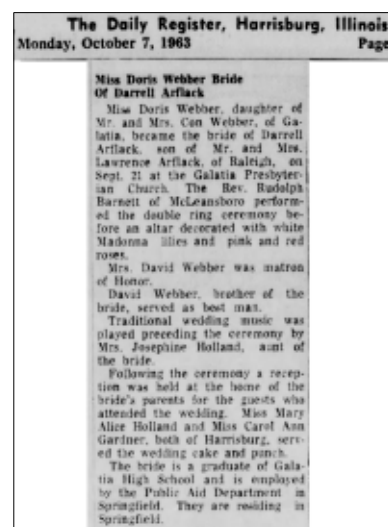 The Daily Register, Harrisburg, Illinois
Monday, October 7, 1963 Page
Miss Doris Webber Bride
Of Darrell Arflack
Miss Doris Webber, daughter of
Mr. and Mrs. Con Webber, of Ga-
latia, became the bride of Darrell
Arflack, son of Mr. and Mrs.
Lawrence Arflack, of Raleigh, on
Sept. 21 at the Galatia Presbyter-
ian Church. The Rev. Rudolph
Barnett of McLeansboro perform-
ed the double ring ceremony be-
fore an altar decorated with white
Madonna lilies and pink and red
roses.
Mrs. David Webber was matron
of Honor.
David Webber, brother of the
bride, served as best man.
Traditional wedding music was
played preceding the ceremony by
Mrs. Josephine Holland, aunt of
the bride.
Following the ceremony a recep-
tion was held at the home of the
bride's parents for the guests who
attended the wedding. Miss Mary
Alice Holland and Miss Carol Ann
Gardner, both of Harrisburg, serv-
ed the wedding cake and punch.
The bride is a graduate of Gala-
tia High School and is employed
by the Public Aid Department in
Springfield. They are residing in
Springfield.